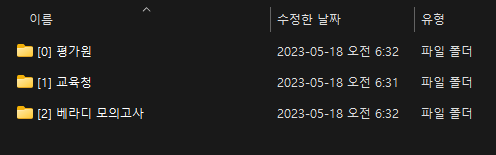 이름 수정한 날짜 유형
[0] 평가원 2023-05-18 오전 6:32 파일 폴더
[1] 교육청 2023-05-18 오전 6:31 파일 폴더
[2] 베라디 모의고사 2023-05-18 오전 6:32 파일 폴더